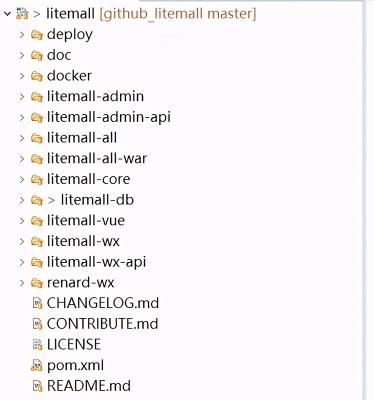 > litemall [github_litemall master]
deploy
doc
docker
litemall-admin
litemall-admin-api
litemall-all
litemall-all-war
litemall-core
> litemall-db
litemall-vue
litemall-wx
litemall-wx-api
renard-wx
CHANGELOG.md
CONTRIBUTE.md
LICENSE
pom.xml
README.md